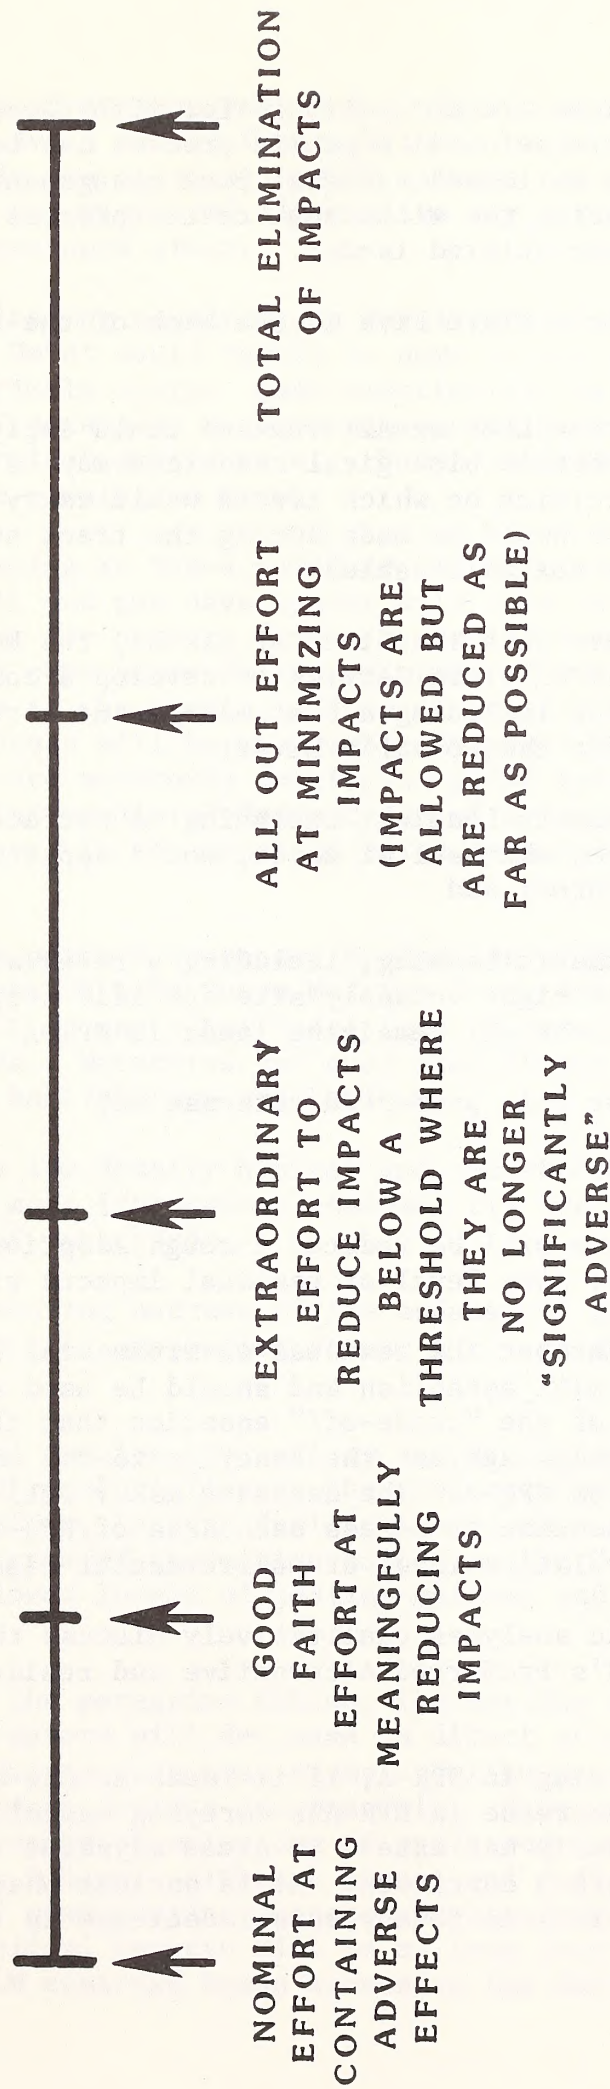 NOMINAL
EFFORT AT
CONTAINING
ADVERSE
EFFECTS
GOOD
FAITH
EFFORT AT
MEANINGFULLY
REDUCING
IMPACTS
EXTRAORDINARY
EFFORT TO
REDUCE IMPACTS
BELOW A
THRESHOLD WHERE
THEY ARE
NO LONGER
“SIGNIFICANTLY
ADVERSE”
ALL OUT EFFORT
AT MINIMIZING
IMPACTS
(IMPACTS ARE
ALLOWED BUT
ARE REDUCED AS
FAR AS POSSIBLE)
TOTAL ELIMINATION
OF IMPACTS